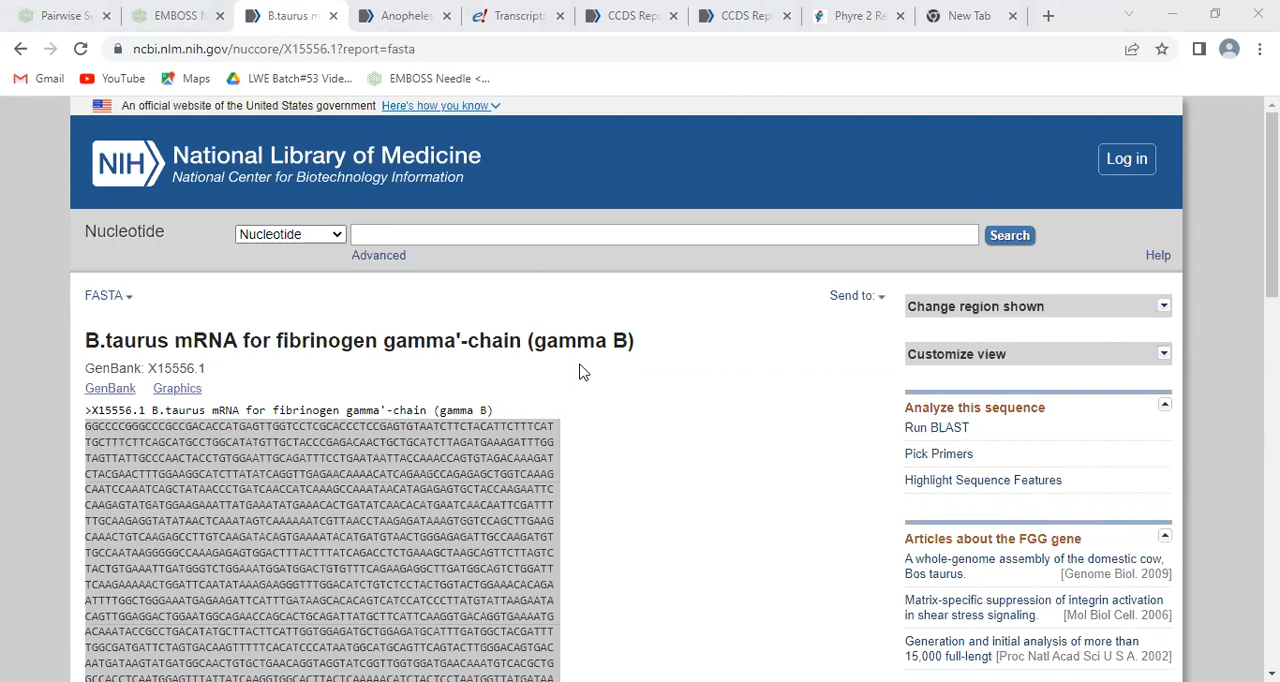 Pairwise S
EMBOSS N
B.taurus m
Anopheles
Transcript:
CCDS Rep
CCDS Rep
Phyre 2 Re
New Tab
ncbi.nlm.nih.gov/nuccore/X15556.1?report=fasta
Gmail
YouTube
Maps
LWE Batch#53 Vide...
EMBOSS Needle <...
An official website of the United States government Here's how you know
NIH National Library of Medicine
National Center for Biotechnology Information
Log in
Nucleotide
Nucleotide
Search
Advanced
Help
FASTA
Send to:
B.taurus mRNA for fibrinogen gamma'-chain (gamma B)
GenBank: X15556.1
GenBank Graphics
>X15556.1 B.taurus mRNA for fibrinogen gamma'-chain (gamma B)
GGCCCCGGGCCCGCCGACACCATGAGTTGGTCCTCGCACCCTCCGAGTGTAATCTTCTACATTCTTTCAT
TGCTTTCTTCAGCATGCCTGGCATATGTTGCTACCCGAGACAACTGCTGCATCTTAGATGAAAGATTTGG
TAGTTATTGCCCAACTACCTGTGGAATTGCAGATTTCCTGAATAATTACCAAACCAGTGTAGACAAAGAT
CTACGAACTTTGGAAGGCATCTTATATCAGGTTGAGAACAAAACATCAGAAGCCAGAGAGCTGGTCAAAG
CAATCCAAATCAGCTATAACCCTGATCAACCATCAAAGCCAAATAACATAGAGAGTGCTACCAAGAATTC
CAAGAGTATGATGGAAGAAATTATGAAATATGAAACACTGATATCAACACATGAATCAACAATTCGATTT
TTGCAAGAGGTATATAACTCAAATAGTCAAAAAATCGTTAACCTAAGAGATAAAGTGGTCCAGCTTGAAG
CAAACTGTCAAGAGCCTTGTCAAGATACAGTGAAAATACATGATGTAACTGGGAGAGATTGCCAAGATGT
TGCCAATAAGGGGGCCAAAGAGAGTGGACTTTACTTTATCAGACCTCTGAAAGCTAAGCAGTTCTTAGTC
TACTGTGAAATTGATGGGTCTGGAAATGGATGGACTGTGTTTCAGAAGAGGCTTGATGGCAGTCTGGATT
TCAAGAAAAACTGGATTCAATATAAAGAAGGGTTTGGACATCTGTCTCCTACTGGTACTGGAAACACAGA
ATTTTGGCTGGGAAATGAGAAGATTCATTTGATAAGCACACAGTCATCCATCCCTTATGTATTAAGAATA
CAGTTGGAGGACTGGAATGGCAGAACCAGCACTGCAGATTATGCTTCATTCAAGGTGACAGGTGAAAATG
ACAAATACCGCCTGACATATGCTTACTTCATTGGTGGAGATGCTGGAGATGCATTTGATGGCTACGATTT
TGGCGATGATTCTAGTGACAAGTTTTTCACATCCCATAATGGCATGCAGTTCAGTACTTGGGACAGTGAC
AATGATAAGTATGATGGCAACTGTGCTGAACAGGTAGGTATCGGTTGGTGGATGAACAAATGTCACGCTG
GCCACCTCAATGGAGTTTATTATCAAGGTGGCACTTACTCAAAAACATCTACTCCTAATGGTTATGATAA
Change region shown
Customize view
Analyze this sequence
Run BLAST
Pick Primers
Highlight Sequence Features
Articles about the FGG gene
A whole-genome assembly of the domestic cow,
Bos taurus. [Genome Biol. 2009]
Matrix-specific suppression of integrin activation
in shear stress signaling. [Mol Biol Cell. 2006]
Generation and initial analysis of more than
15,000 full-lengt [Proc Natl Acad Sci U S A. 2002]